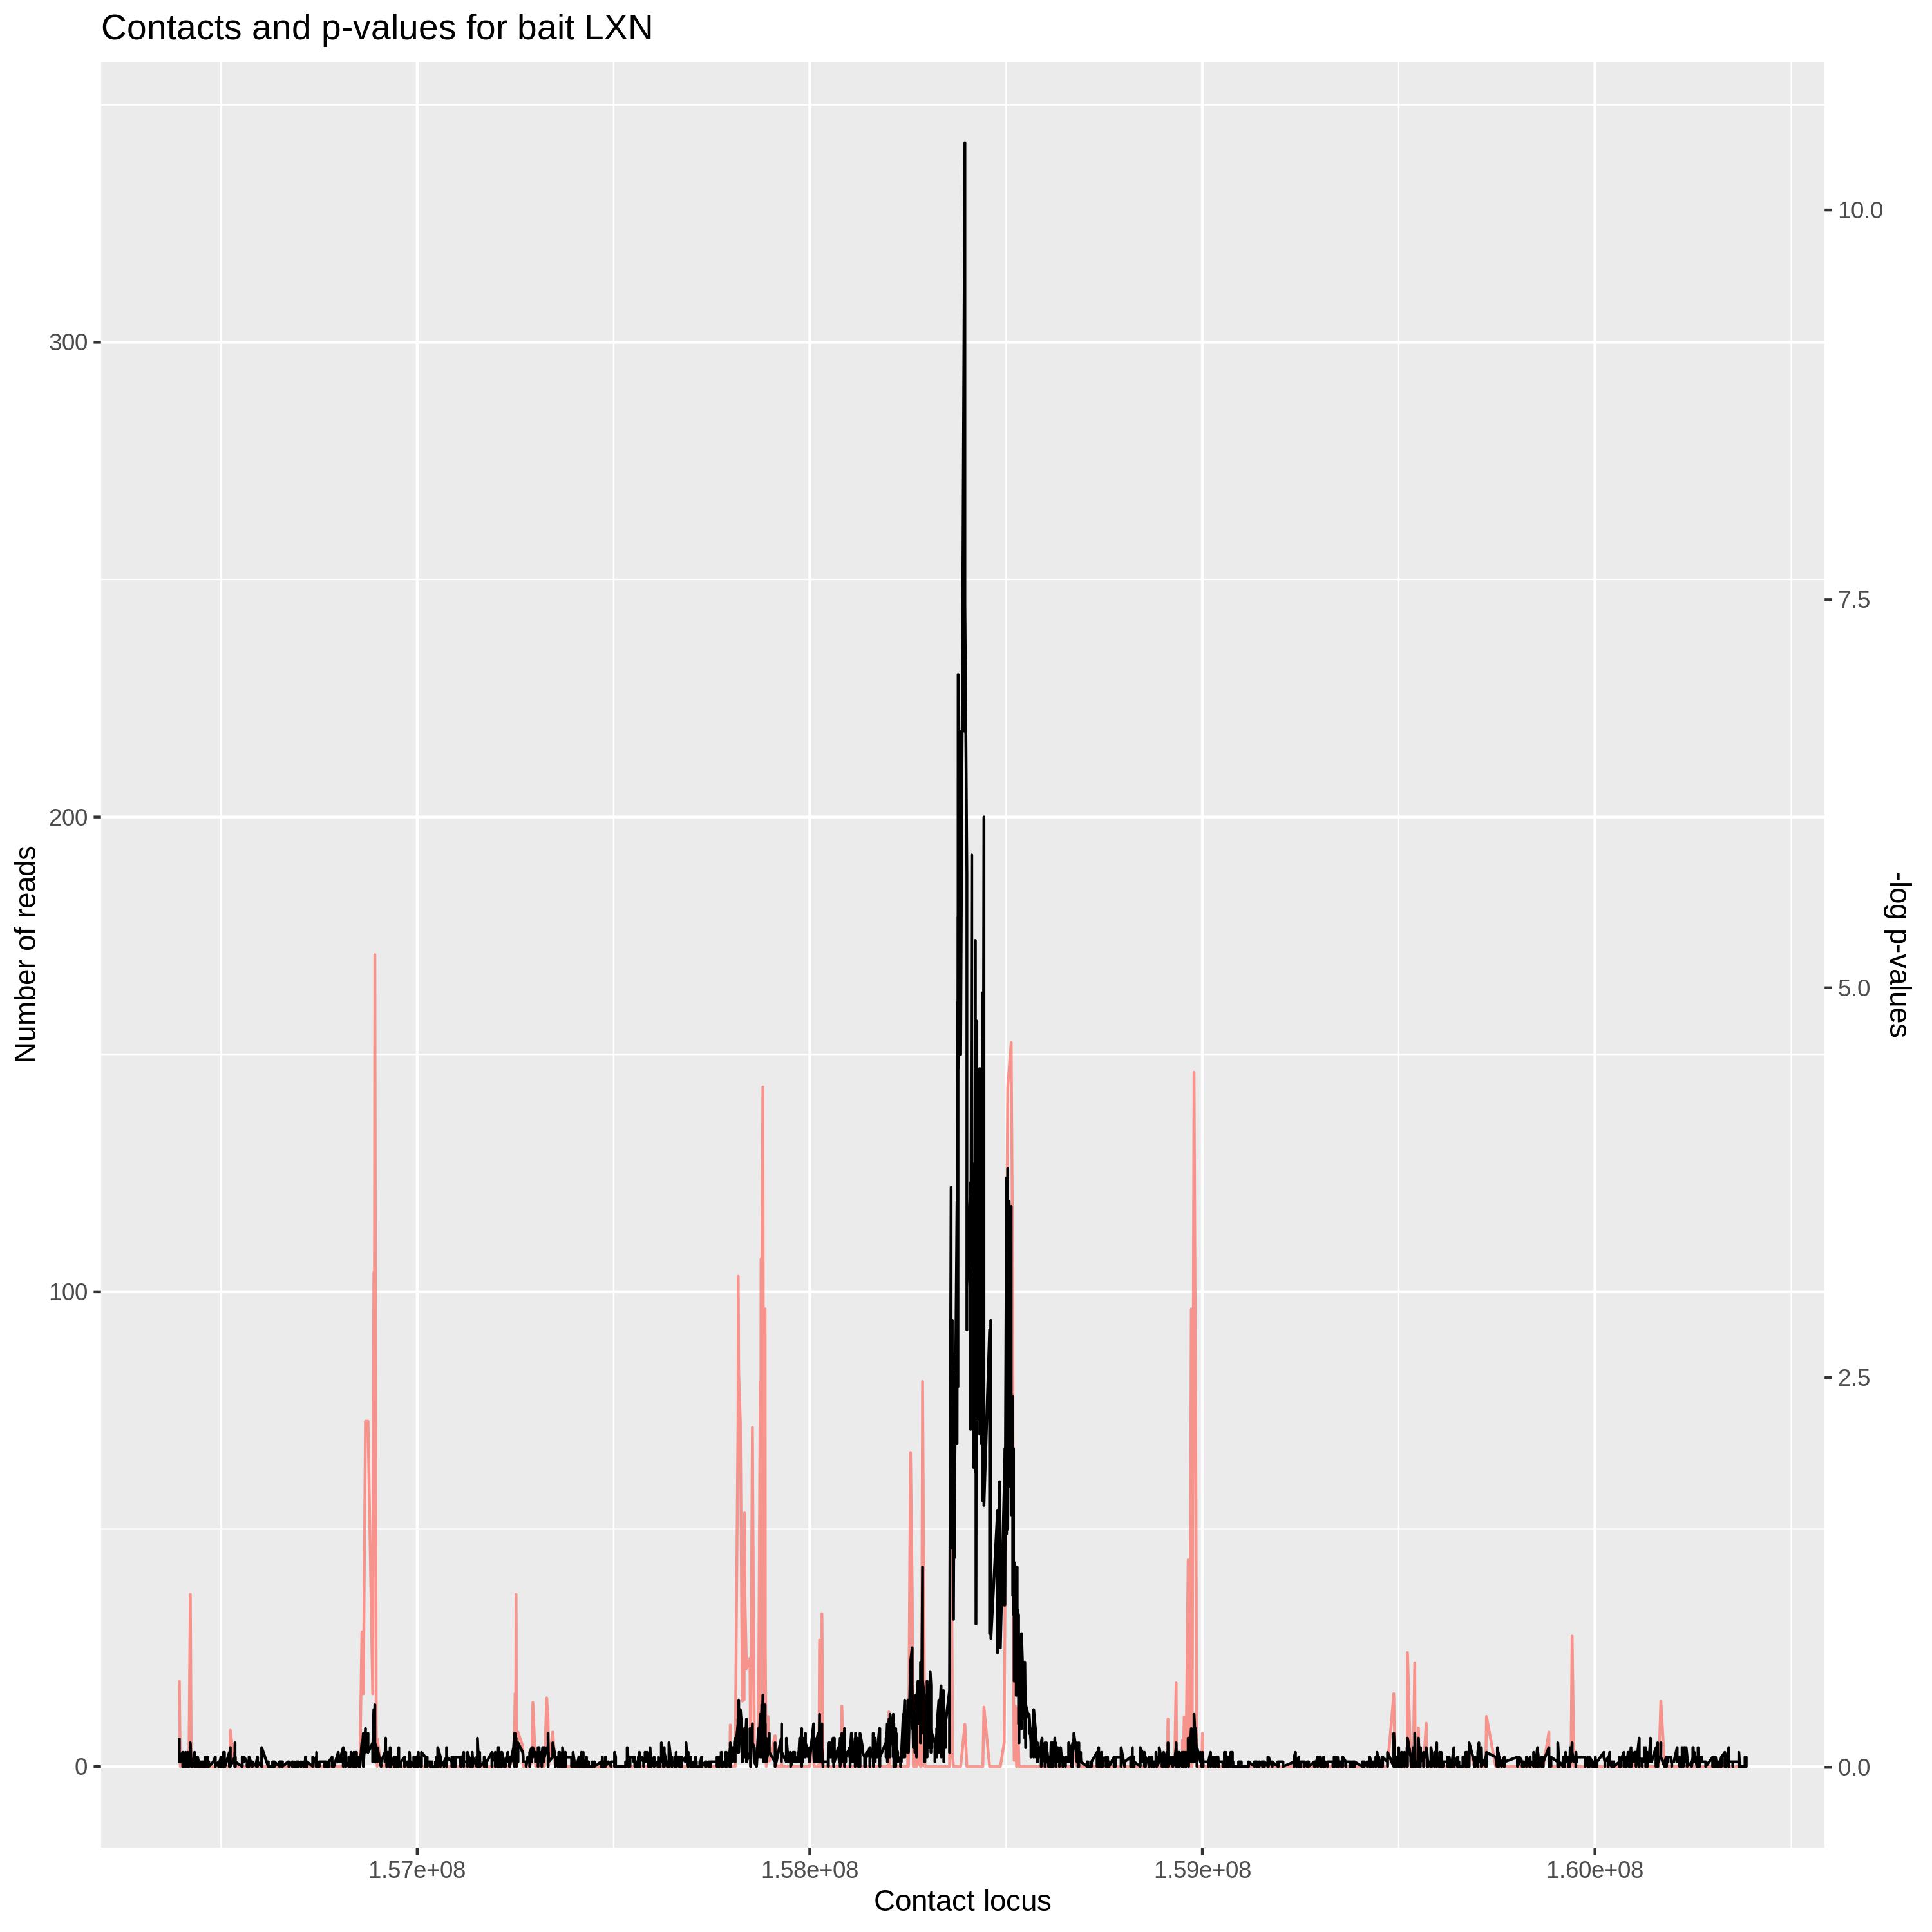 Contacts and p-values for bait LXN
Number of reads
300
200
100
0
10.0
7.5
5.0
2.5
0.0
-log p-values
1.57e+08
1.58e+08
1.59e+08
1.60e+08
Contact locus